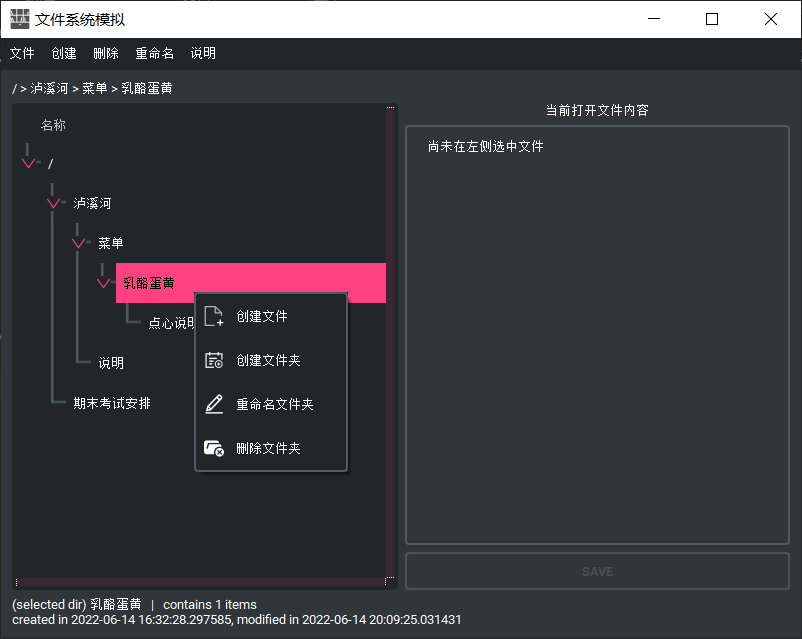 文件系统模拟
文件 创建 删除 重命名 说明
/ > 泸溪河 > 菜单 > 乳酪蛋黄
当前打开文件内容
名称
尚未在左侧选中文件
/
泸溪河
菜单
乳酪蛋黄
点心说明
创建文件
创建文件夹
重命名文件夹
删除文件夹
说明
期末考试安排
SAVE
(selected dir) 乳酪蛋黄 | contains 1 items
created in 2022-06-14 16:32:28.297585, modified in 2022-06-14 20:09:25.031431